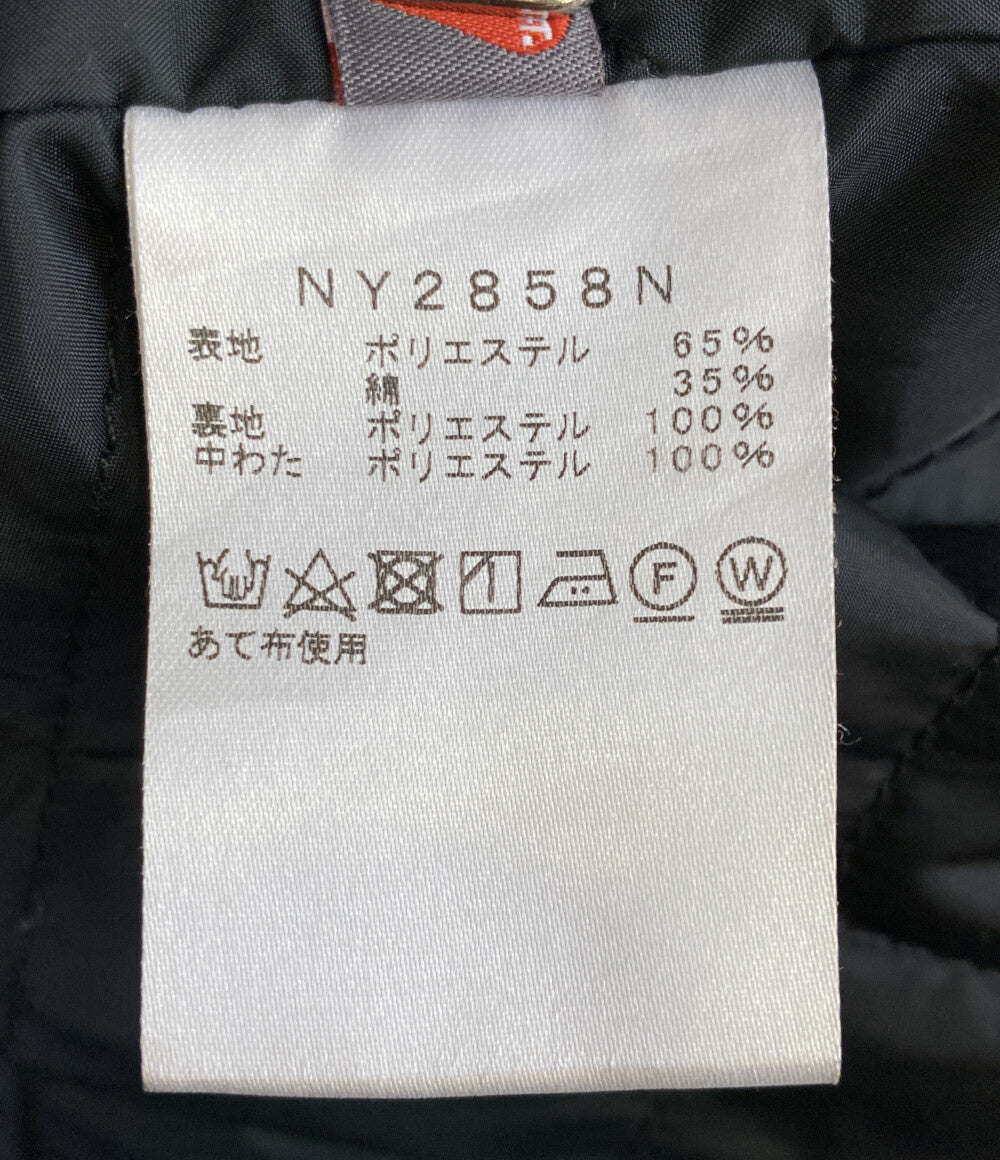 T.
NY2858N
表地 ポリエステル 65%
綿 35%
裏地 ポリエステル 100%
中わた ポリエステル 100%
F W
あて布使用